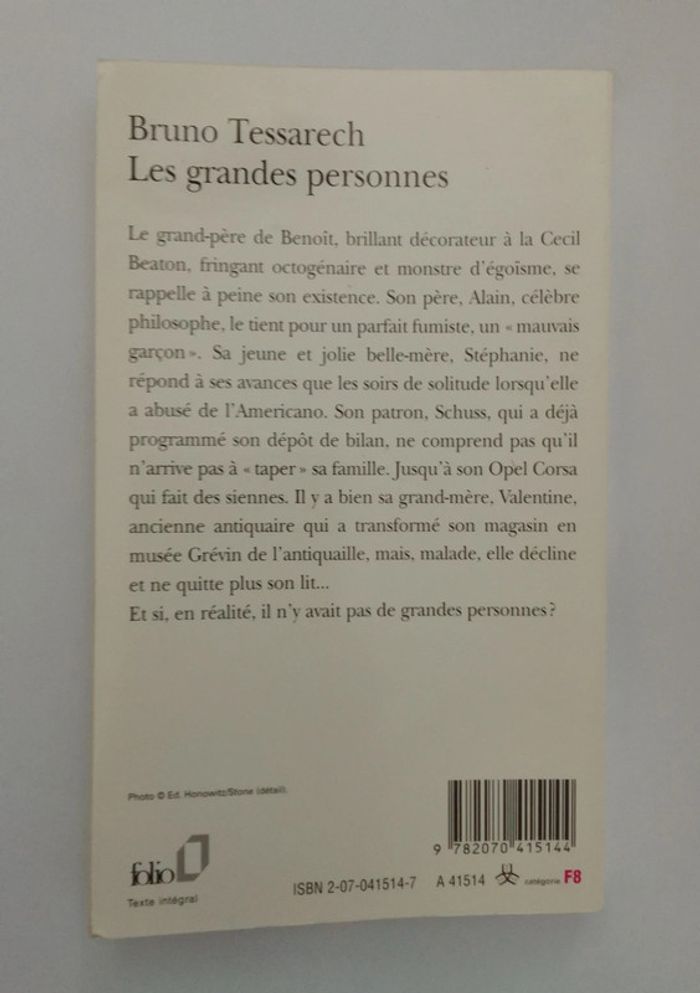 Bruno Tessarech
Les grandes personnes
Le grand-père de Benoît, brillant décorateur à la Cecil
Beaton, fringant octogénaire et monstre d'égoïsme, se
rappelle à peine son existence. Son père, Alain, célèbre
philosophe, le tient pour un parfait fumiste, un « mauvais
garçon ». Sa jeune et jolie belle-mère, Stéphanie, ne
répond à ses avances que les soirs de solitude lorsqu'elle
a abusé de l'Americano. Son patron, Schuss, qui a déjà
programmé son dépôt de bilan, ne comprend pas qu'il
n'arrive pas à « taper » sa famille. Jusqu'à son Opel Corsa
qui fait des siennes. Il y a bien sa grand-mère, Valentine,
ancienne antiquaire qui a transformé son magasin en
musée Grévin de l'antiquaille, mais, malade, elle décline
et ne quitte plus son lit...
Et si, en réalité, il n'y avait pas de grandes personnes ?
Photo © Ed. Honowitz/Stone (détail).
9 782070 415144
folio
Texte intégral
ISBN 2-07-041514-7 A 41514 catégorie F8